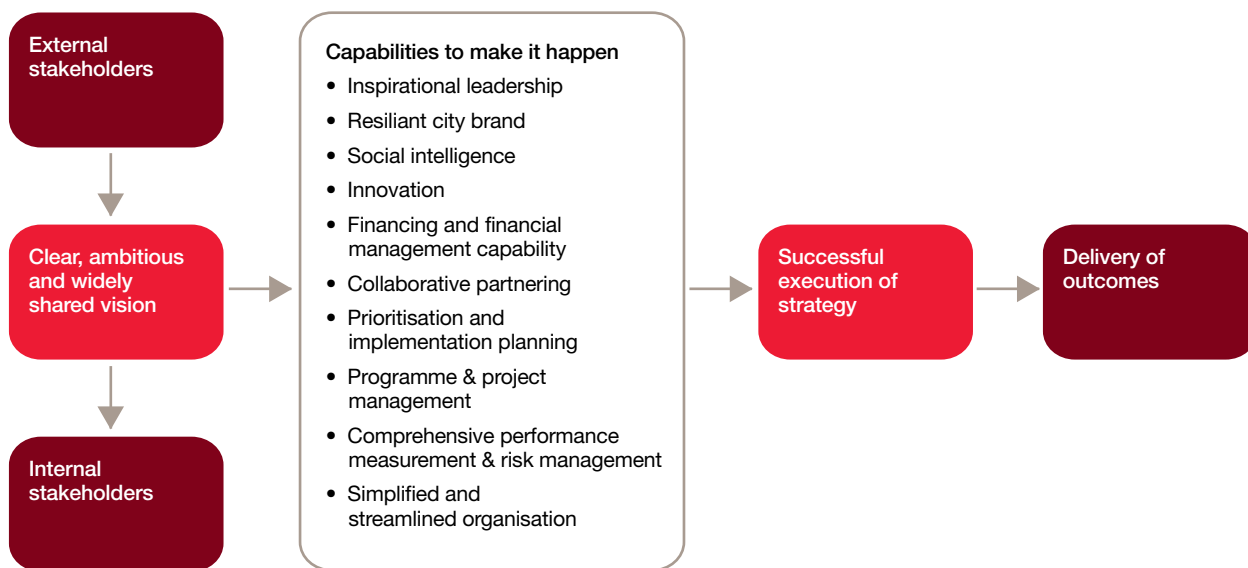 External
stakeholders
Clear, ambitious
and widely
shared vision
Internal
stakeholders
Capabilities to make it happen
• Inspirational leadership
• Resiliant city brand
• Social intelligence
• Innovation
• Financing and financial
management capability
• Collaborative partnering
• Prioritisation and
implementation planning
• Programme & project
management
• Comprehensive performance
measurement & risk management
• Simplified and
streamlined organisation
Successful
execution of
strategy
Delivery of
outcomes